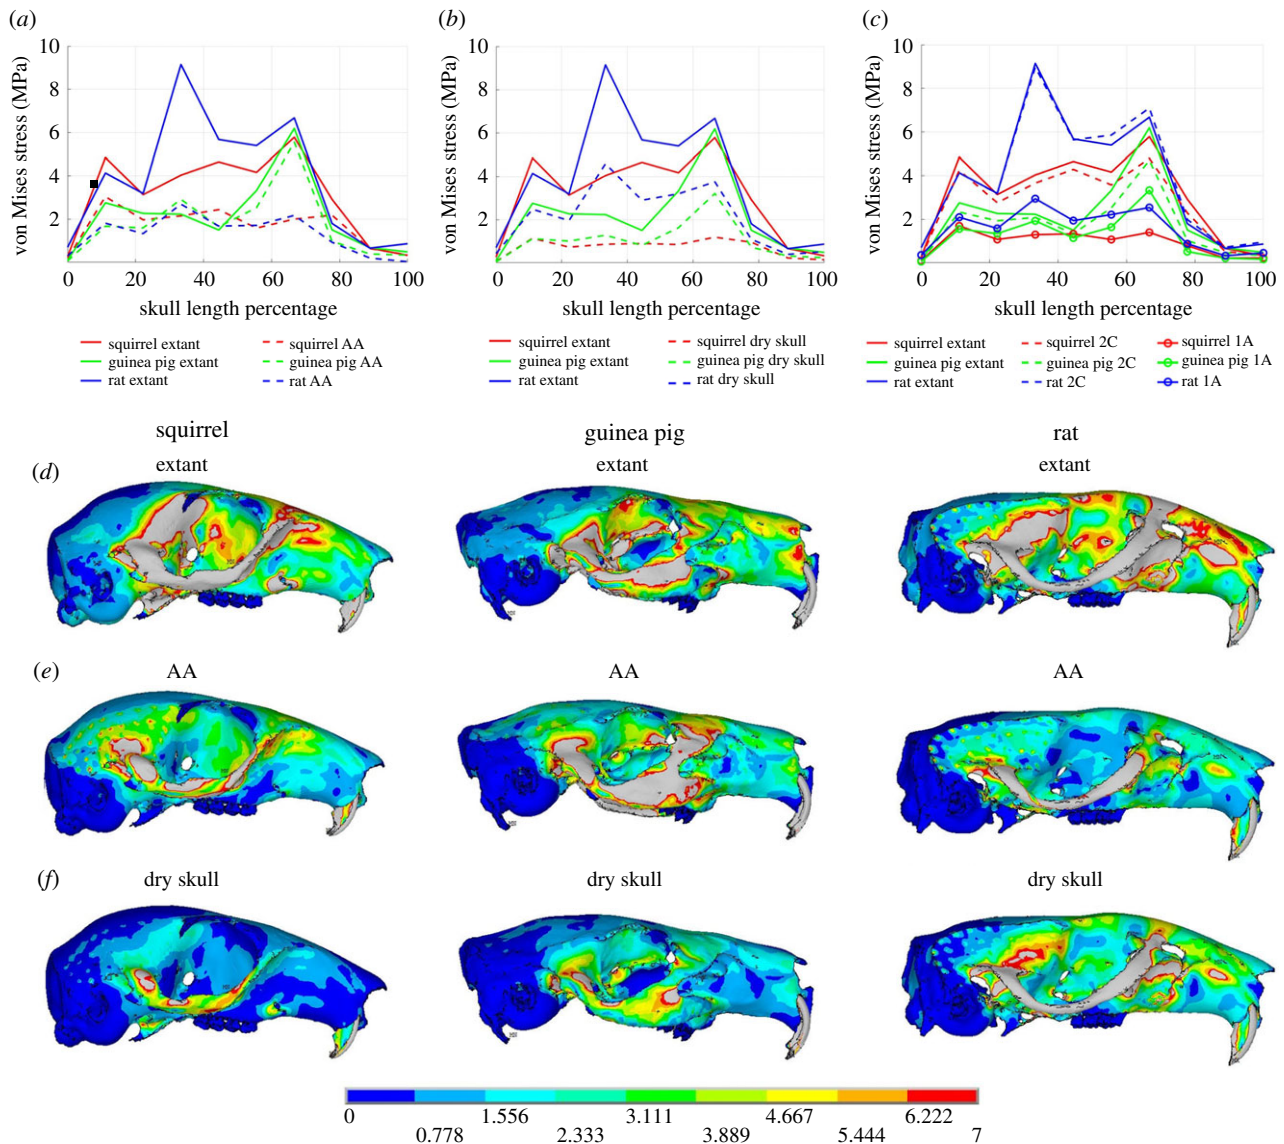 (a) (b) (c)
10 10 10
8 8 8
6 6 6
4 4 4
2 2 2
von Mises stress (MPa) von Mises stress (MPa) von Mises stress (MPa)
0 20 40 60 80 100 0 20 40 60 80 100 0 20 40 60 80 100
skull length percentage skull length percentage skull length percentage
squirrel extant squirrel AA squirrel extant squirrel dry skull squirrel extant squirrel 2C squirrel 1A
guinea pig extant guinea pig AA guinea pig extant guinea pig dry skull guinea pig extant guinea pig 2C guinea pig 1A
rat extant rat AA rat extant rat dry skull rat extant rat 2C rat 1A
squirrel guinea pig rat
(d) extant extant extant
(e) AA AA AA
(f) dry skull dry skull dry skull
0 1.556 3.111 4.667 6.222
0.778 2.333 3.889 5.444 7